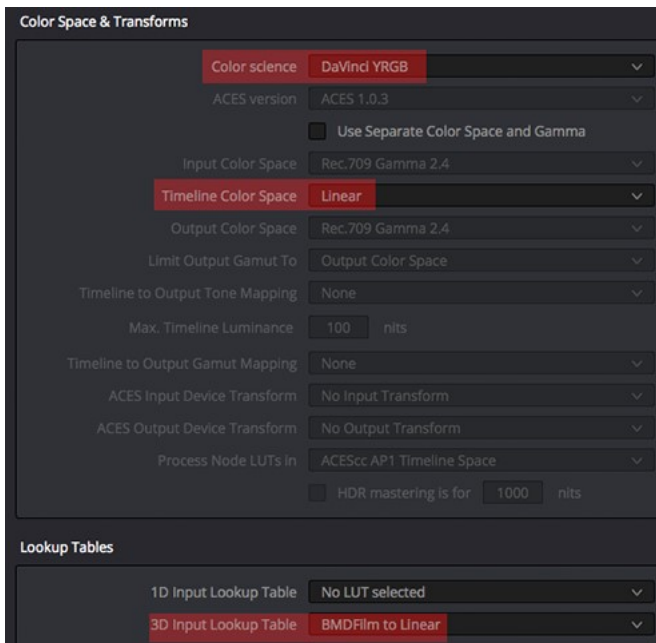 Color Space & Transforms
Color science DaVinci YRGB
ACES version ACES 1.0.3
Use Separate Color Space and Gamma
Input Color Space Rec.709 Gamma 2.4
Timeline Color Space Linear
Output Color Space Rec.709 Gamma 2.4
Limit Output Gamut To Output Color Space
Timeline to Output Tone Mapping None
Max. Timeline Luminance 100 nits
Timeline to Output Gamut Mapping None
ACES Input Device Transform No Input Transform
ACES Output Device Transform No Output Transform
Process Node LUTs in ACEScc AP1 Timeline Space
HDR mastering is for 1000 nits
Lookup Tables
1D Input Lookup Table No LUT selected
3D Input Lookup Table BMDFilm to Linear